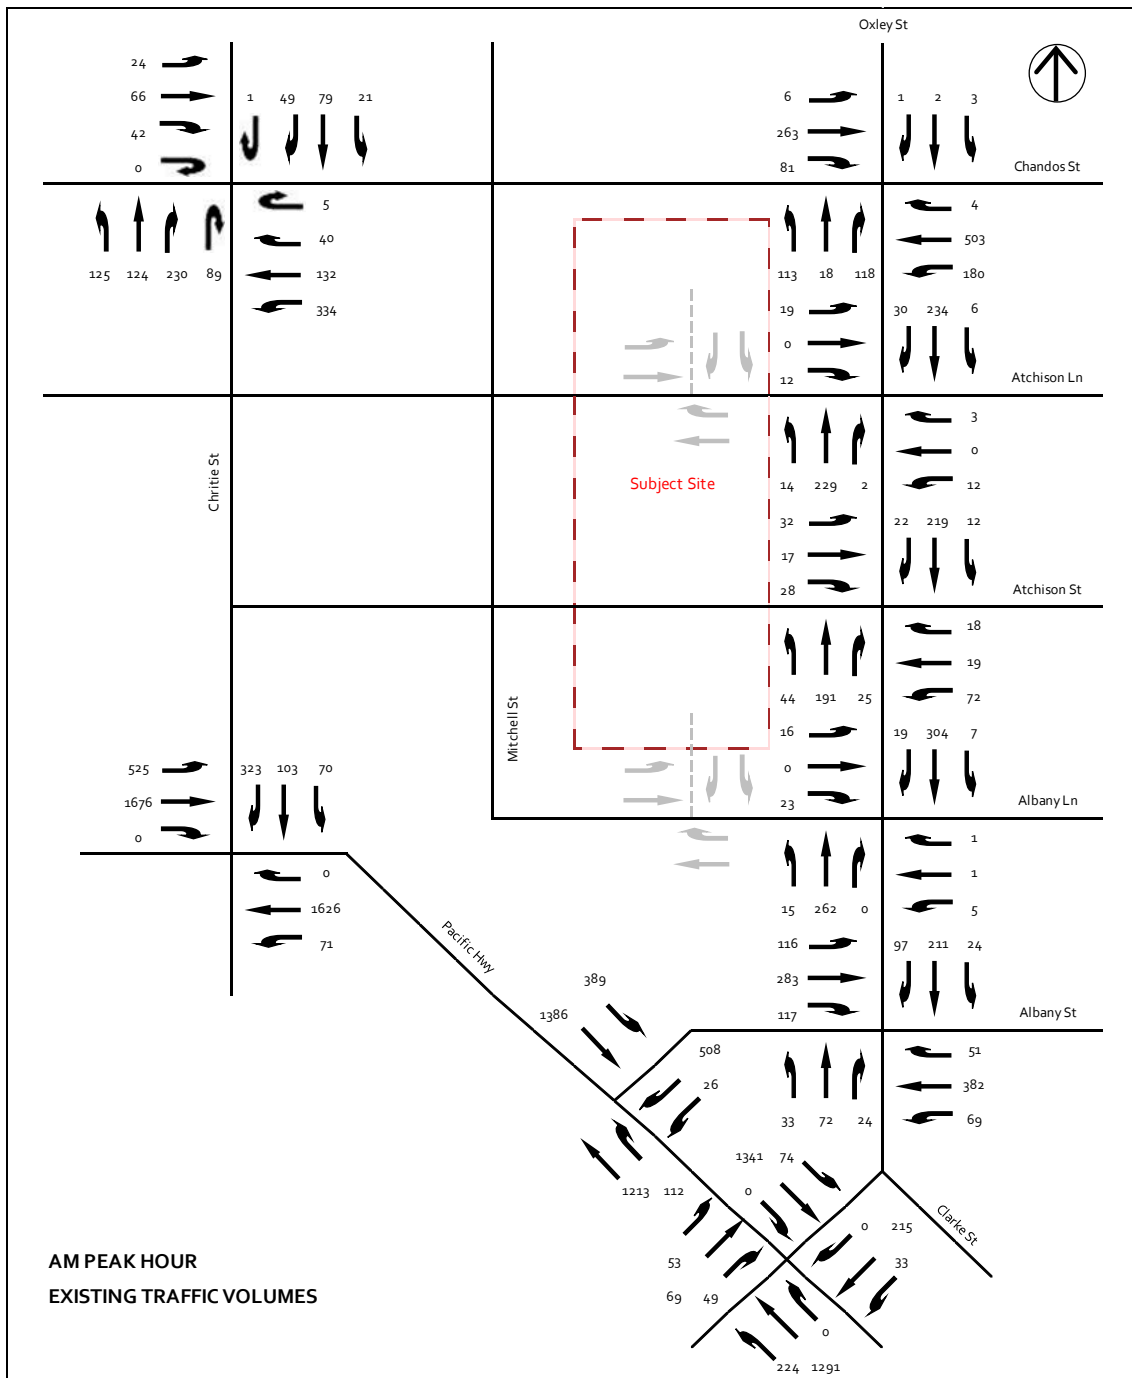 Oxley St
24
66
42
0
1 49 79 21
6
263
81
1 2 3
Chandos St
125 124 230 89
5
40
132
334
113 18 118
4
503
180
19
0
12
30 234 6
Atchison Ln
Chritie St
Subject Site
14 229 2
3
0
12
32
17
28
22 219 12
Atchison St
Mitchell St
44 191 25
18
19
72
16
0
23
19 304 7
Albany Ln
525
1676
0
323 103 70
0
1626
71
15 262 0
1
1
5
116
283
117
97 211 24
Albany St
Pacific Hwy
389
1386
508
26
33 72 24
51
382
69
1213 112
1341 74
0
Clarke St
0 215
33
53
69 49
0
224 1291
AM PEAK HOUR
EXISTING TRAFFIC VOLUMES